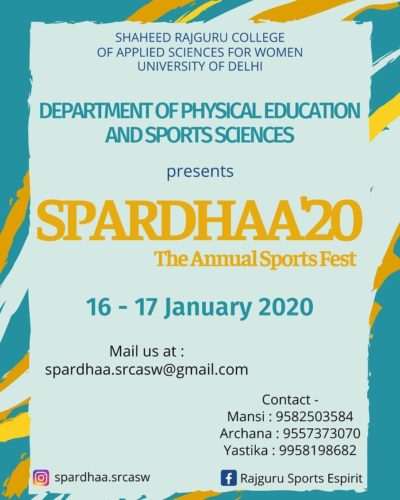 SHAHEED RAJGURU COLLEGE
OF APPLIED SCIENCES FOR WOMEN
UNIVERSITY OF DELHI
DEPARTMENT OF PHYSICAL EDUCATION
AND SPORTS SCIENCES
presents
SPARDHAA'20
The Annual Sports Fest
16 - 17 January 2020
Mail us at :
spardhaa.srcasw@gmail.com
Contact -
Mansi : 9582503584
Archana : 9557373070
Yastika : 9958198682
spardhaa.srcasw
Rajguru Sports Espirit